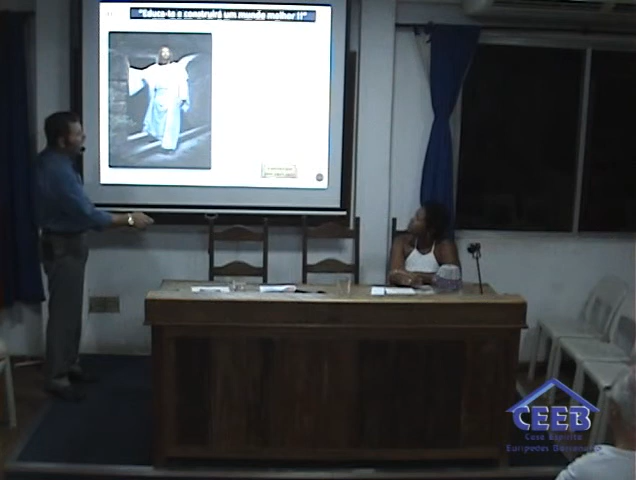 "Educa-te e construirá um mundo melhor !!"
CEEB
Casa Espírita
Eurípedes Barsanulfo